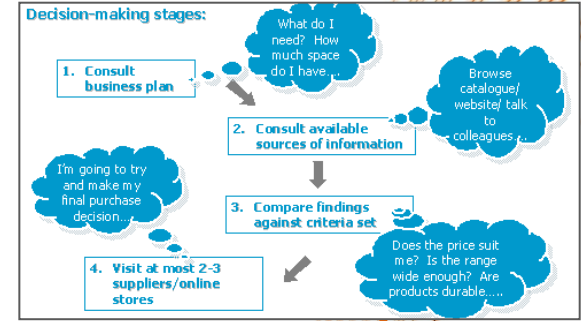 Decision-making stages:
What do I
need? How
much space
do I have....
1. Consult
business plan
Browse
catalogue/
website/ talk
to
colleagues....
2. Consult available
sources of information
I'm going to try
and make my
final purchase
decision....
3. Compare findings
against criteria set
Does the price suit
me? Is the range
wide enough? Are
products durable.....
4. Visit at most 2-3
suppliers/online
stores